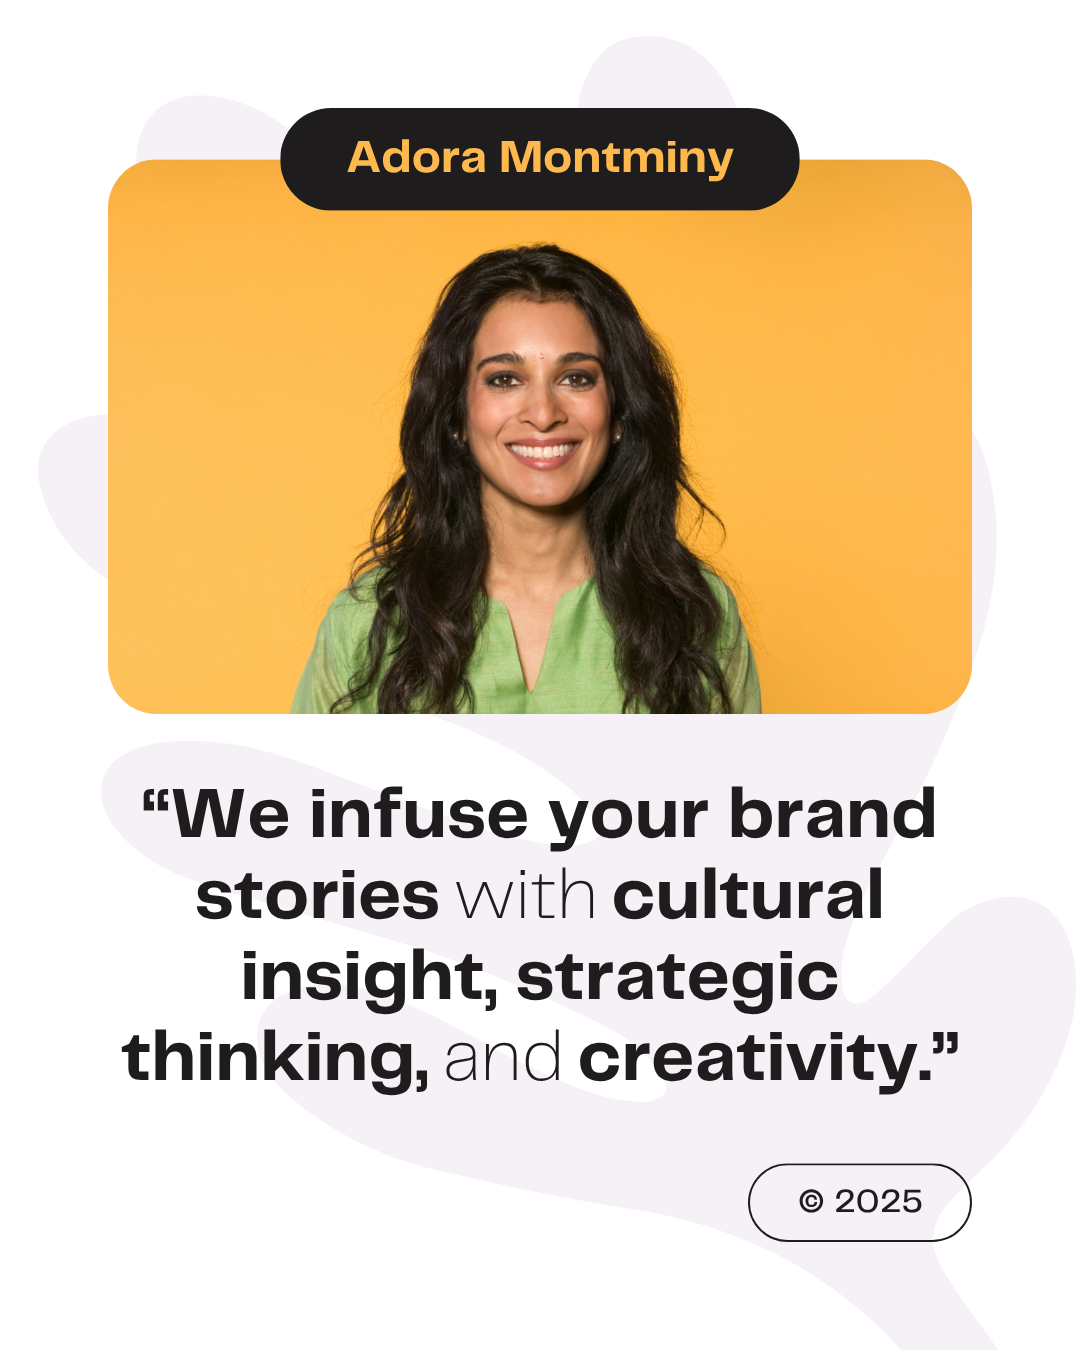 Adora Montminy
“We infuse your brand
stories with cultural
insight, strategic
thinking, and creativity.”
© 2025